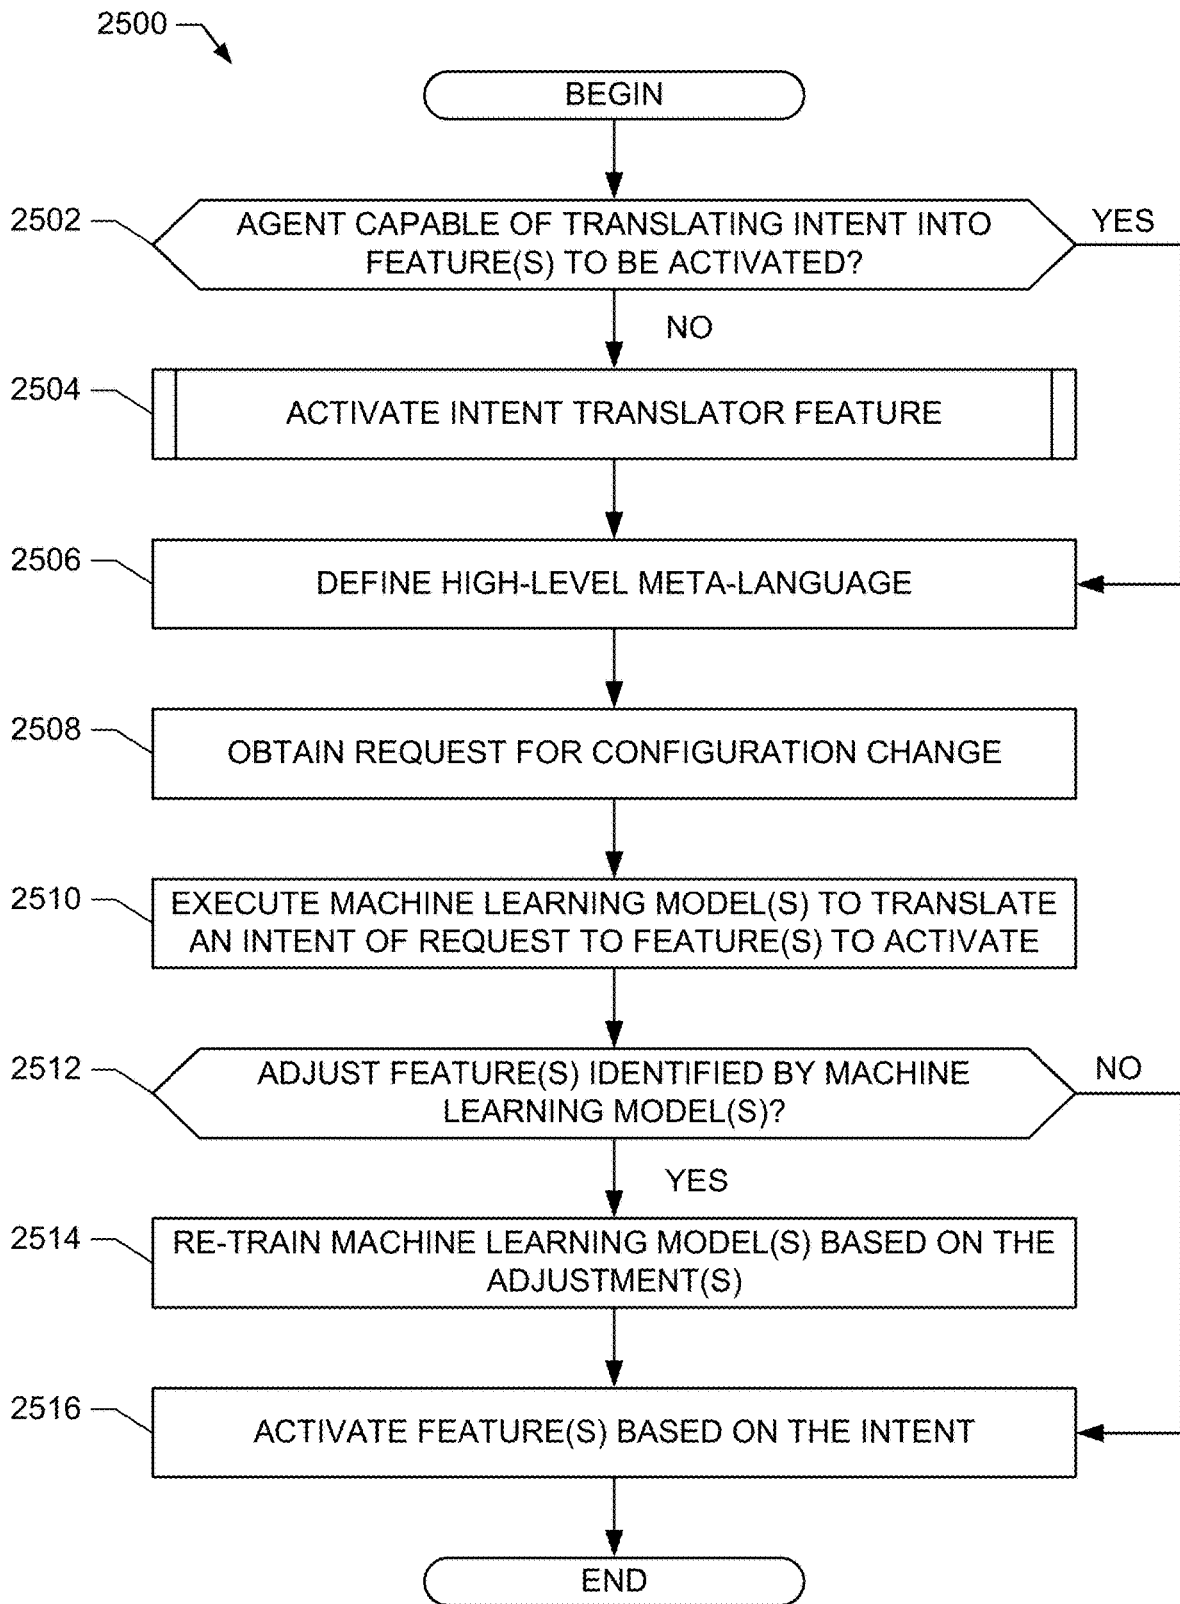 2500
BEGIN
2502
AGENT CAPABLE OF TRANSLATING INTENT INTO
FEATURE(S) TO BE ACTIVATED?
YES
NO
2504
ACTIVATE INTENT TRANSLATOR FEATURE
2506
DEFINE HIGH-LEVEL META-LANGUAGE
2508
OBTAIN REQUEST FOR CONFIGURATION CHANGE
2510
EXECUTE MACHINE LEARNING MODEL(S) TO TRANSLATE
AN INTENT OF REQUEST TO FEATURE(S) TO ACTIVATE
2512
ADJUST FEATURE(S) IDENTIFIED BY MACHINE
LEARNING MODEL(S)?
NO
YES
2514
RE-TRAIN MACHINE LEARNING MODEL(S) BASED ON THE
ADJUSTMENT(S)
2516
ACTIVATE FEATURE(S) BASED ON THE INTENT
END